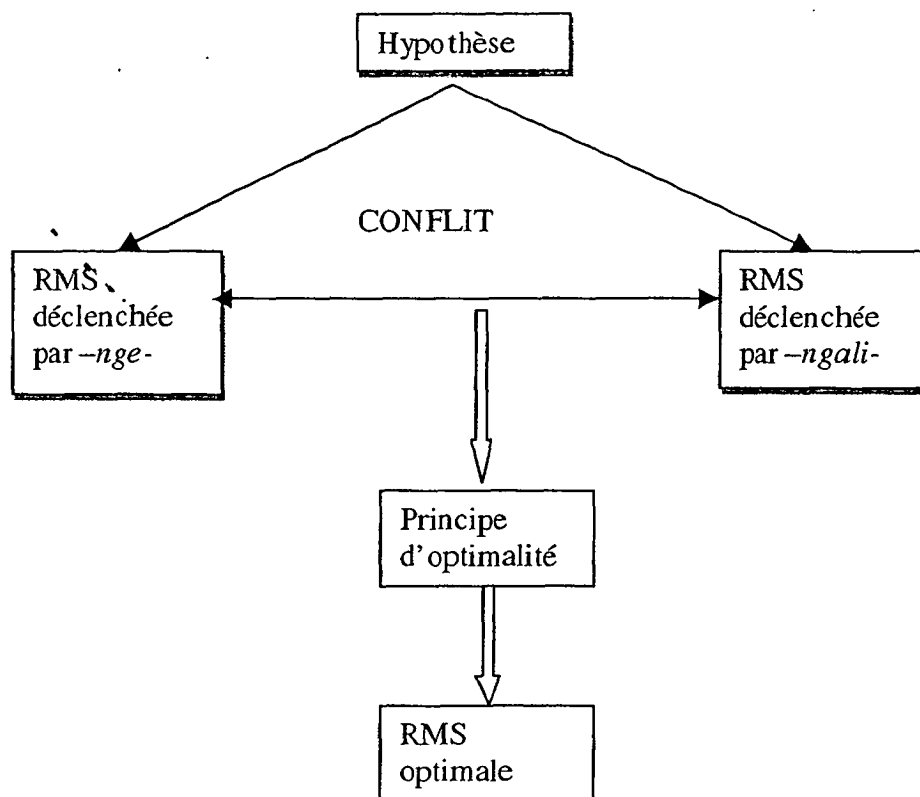 Hypothèse
CONFLIT
RMS
déclenchée
par –nge-
RMS
déclenchée
par –ngali-
Principe
d'optimalité
RMS
optimale